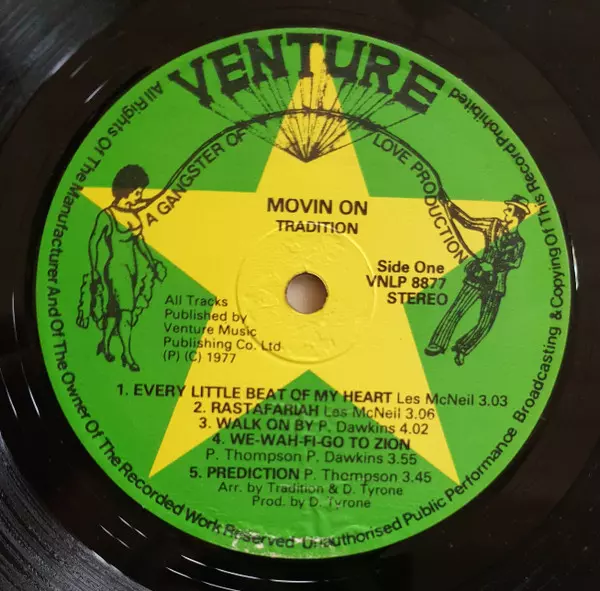 VENTURE
A GANGSTER OF LOVE PRODUCTION
MOVIN ON
TRADITION
Side One
VNLP 8877
STEREO
All Tracks
Published by
Venture Music
Publishing Co. Ltd
(P) (C) 1977
1. EVERY LITTLE BEAT OF MY HEART Les McNeil 3.03
2. RASTAFARIAH Les McNeil 3.06
3. WALK ON BY P. Dawkins 4.02
4. WE-WAH-FI-GO TO ZION
P. Thompson P. Dawkins 3.55
5. PREDICTION P. Thompson 3.45
Arr. by Tradition & D. Tyrone
Prod. by D. Tyrone
All Rights Of The Manufacturer And Of The Owner Of The Recorded Work Reserved Unauthorised Public Performance Broadcasting & Copying Of This Record Prohibited